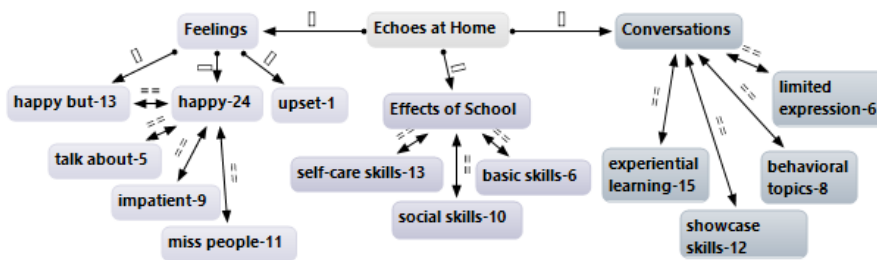 Feelings
Echoes at Home
Conversations
happy but-13
happy-24
upset-1
Effects of School
limited
expression-6
talk about-5
self-care skills-13
basic skills-6
experiential
learning-15
behavioral
topics-8
impatient-9
social skills-10
miss people-11
showcase
skills-12